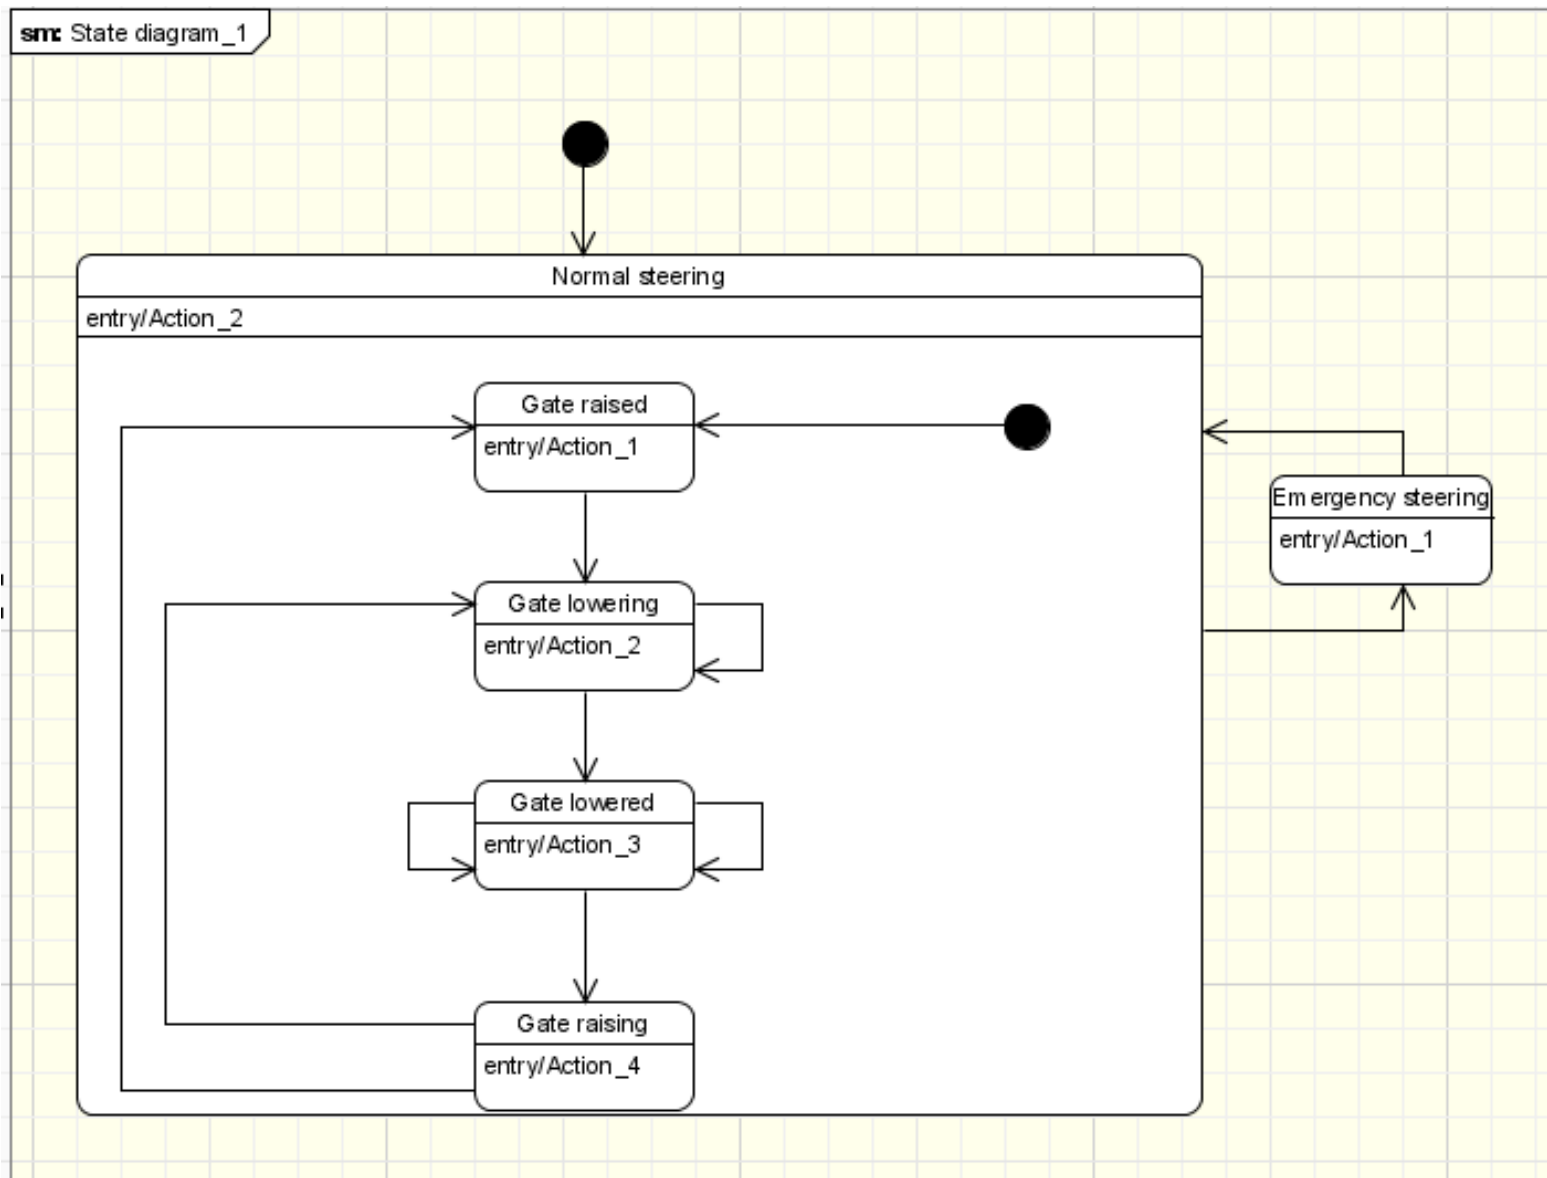 sm: State diagram_1
Normal steering
entry/Action_2
Gate raised
entry/Action_1
Emergency steering
entry/Action_1
Gate lowering
entry/Action_2
Gate lowered
entry/Action_3
Gate raising
entry/Action_4